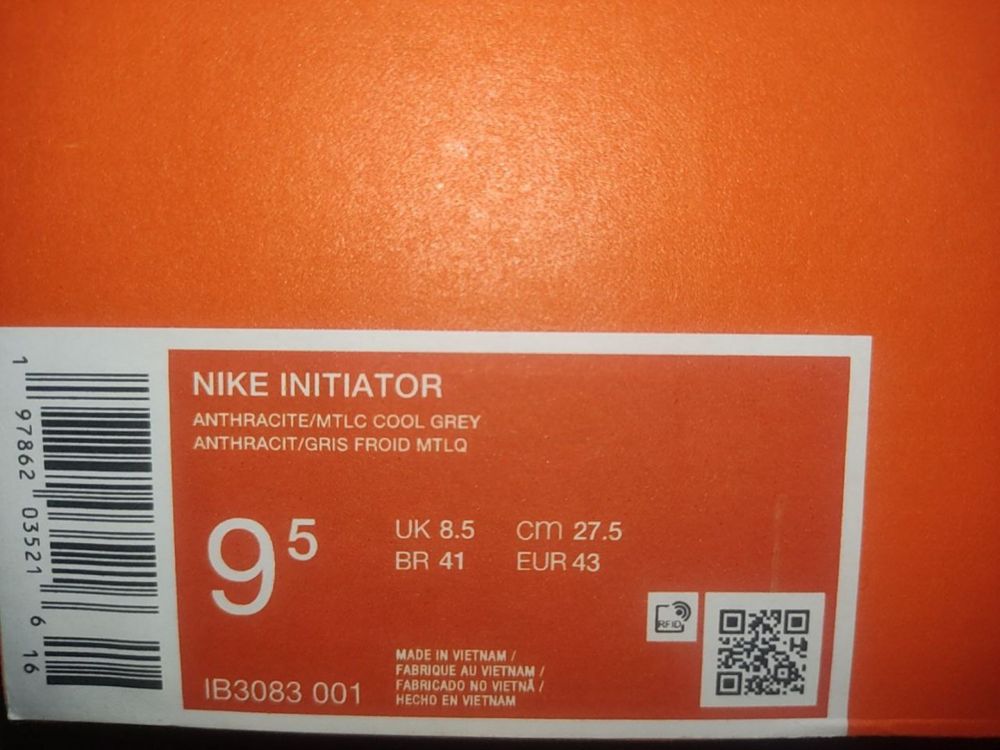 NIKE INITIATOR
ANTHRACITE/MTLC COOL GREY
ANTHRACIT/GRIS FROID MTLQ
9 5
UK 8.5 cm 27.5
BR 41 EUR 43
RFID
MADE IN VIETNAM /
FABRIQUE AU VIETNAM /
FABRICADO NO VIETNÃ /
HECHO EN VIETNAM
IB3083 001
1 97862 03521 6 16